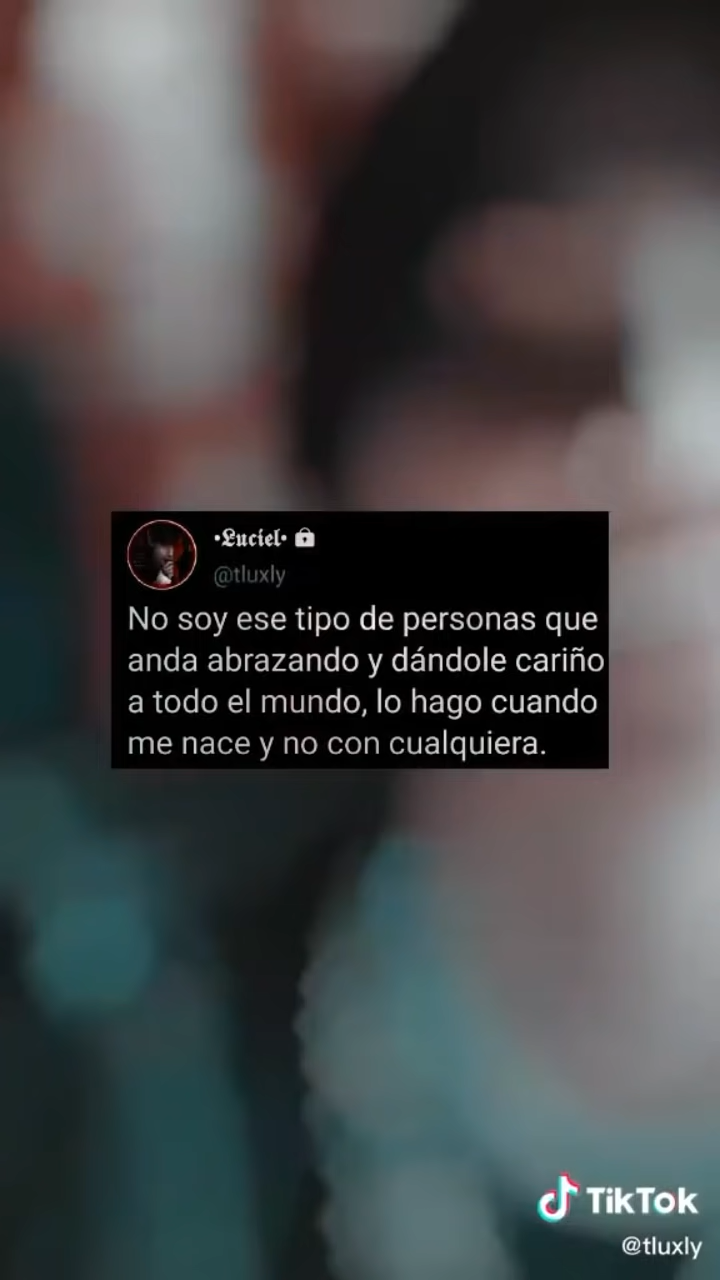 •𝕷𝖚𝖈𝖎𝖊𝖑• 🔒
@tluxly
No soy ese tipo de personas que
anda abrazando y dándole cariño
a todo el mundo, lo hago cuando
me nace y no con cualquiera.
TikTok
@tluxly